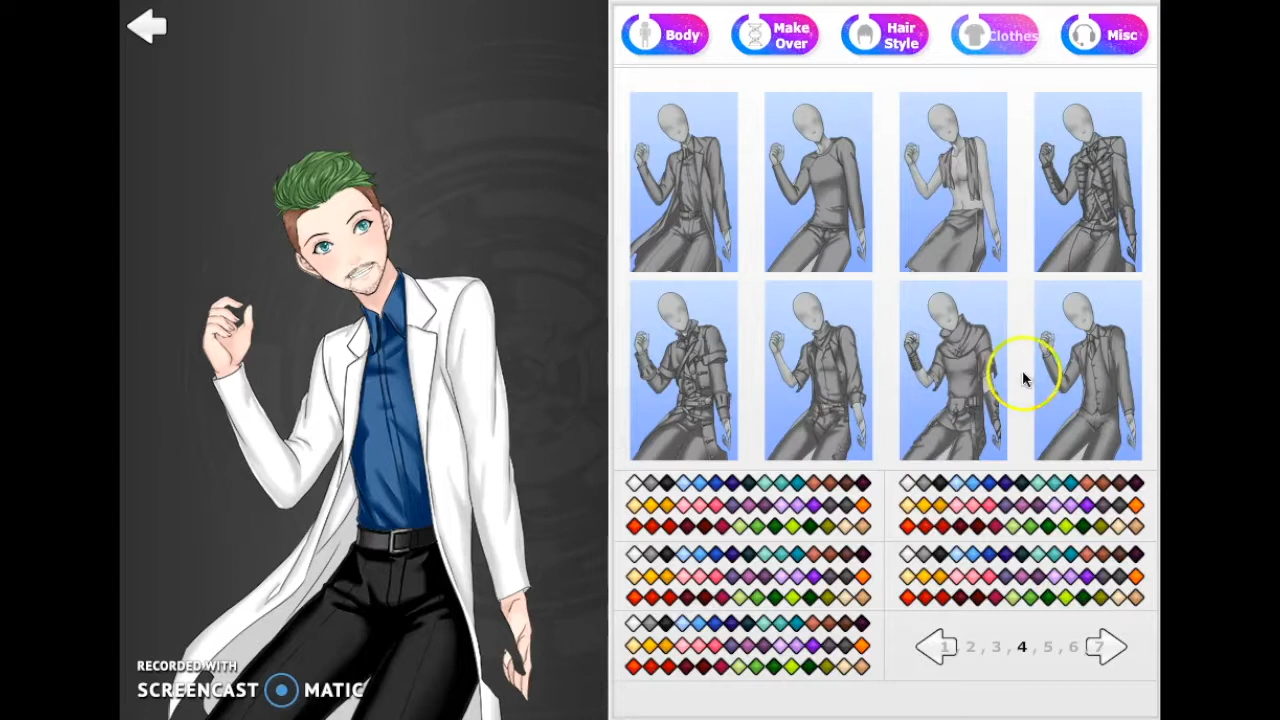 Body
Make
Over
Hair
Style
Clothes
Misc
1, 2, 3, 4, 5, 6, 7
RECORDED WITH
SCREENCAST MATIC